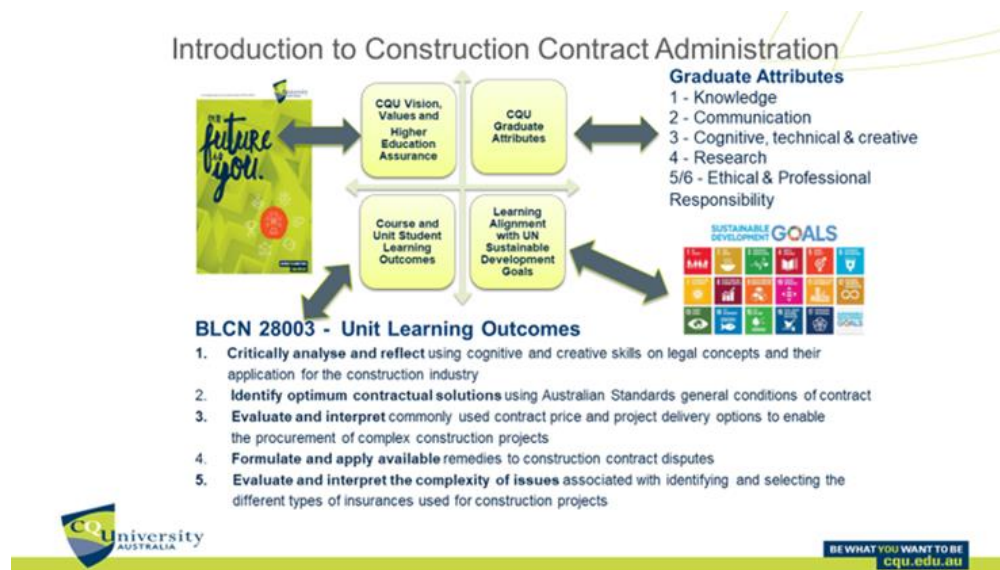 Introduction to Construction Contract Administration
future
you.
CQU Vision,
Values and
Higher
Education
Assurance
CQU
Graduate
Attributes
Course and
Unit Student
Learning
Outcomes
Learning
Alignment
with UN
Sustainable
Development
Goals
Graduate Attributes
1 - Knowledge
2 - Communication
3 - Cognitive, technical & creative
4 - Research
5/6 - Ethical & Professional
Responsibility
SUSTAINABLE
DEVELOPMENT GOALS
BLCN 28003 - Unit Learning Outcomes
1. Critically analyse and reflect using cognitive and creative skills on legal concepts and their
application for the construction industry
2. Identify optimum contractual solutions using Australian Standards general conditions of contract
3. Evaluate and interpret commonly used contract price and project delivery options to enable
the procurement of complex construction projects
4. Formulate and apply available remedies to construction contract disputes
5. Evaluate and interpret the complexity of issues associated with identifying and selecting the
different types of insurances used for construction projects
CQUniversity
AUSTRALIA
BE WHAT YOU WANT TO BE
cqu.edu.au